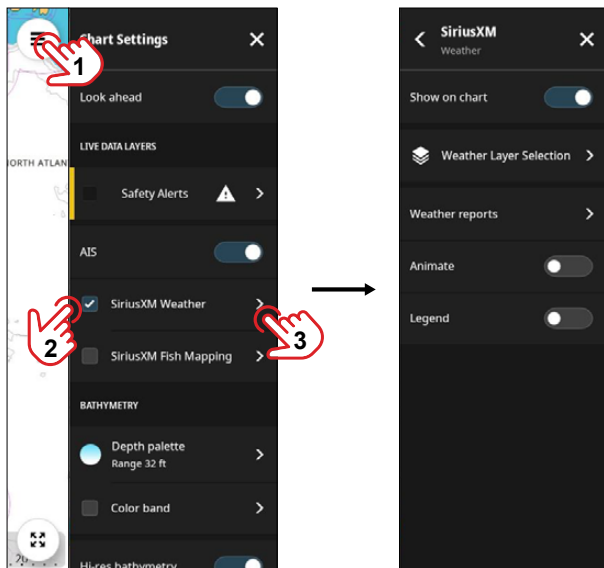 Chart Settings
1
Look ahead
NORTH ATLAN
LIVE DATA LAYERS
Safety Alerts
AIS
SiriusXM Weather
2
3
SiriusXM Fish Mapping
BATHYMETRY
Depth palette
Range 32 ft
Color band
20
Hi-res bathymetry
SiriusXM
Weather
Show on chart
Weather Layer Selection
Weather reports
Animate
Legend